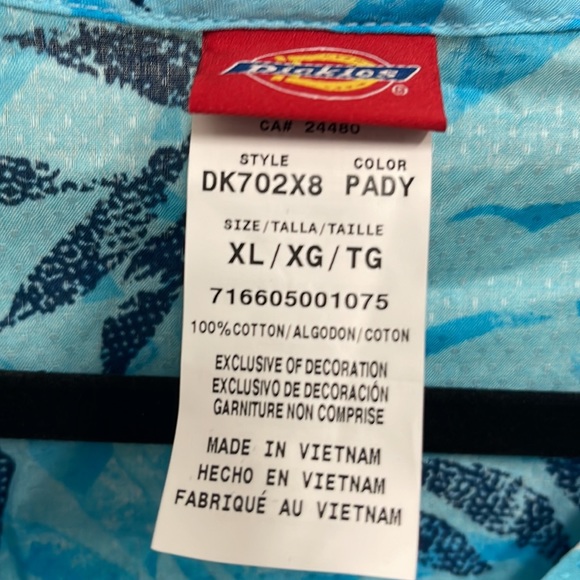 Dickies
®
CA# 24480
STYLE COLOR
DK702X8 PADY
SIZE/TALLA/TAILLE
XL/XG/TG
716605001075
100%COTTON/ALGODON/COTON
EXCLUSIVE OF DECORATION
EXCLUSIVO DE DECORACIÓN
GARNITURE NON COMPRISE
MADE IN VIETNAM
HECHO EN VIETNAM
FABRIQUÉ AU VIETNAM